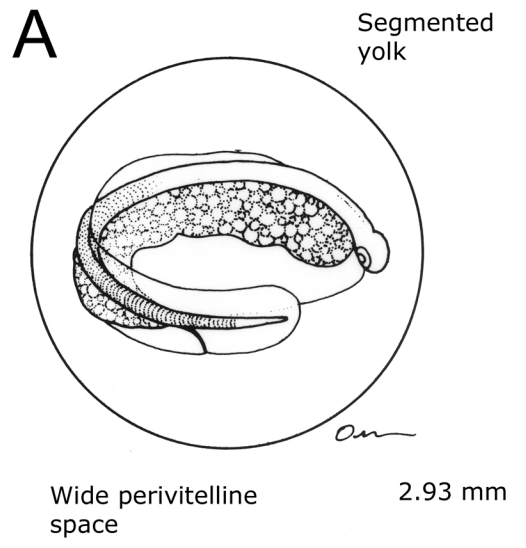 A
Segmented
yolk
Wide perivitelline
space
2.93 mm